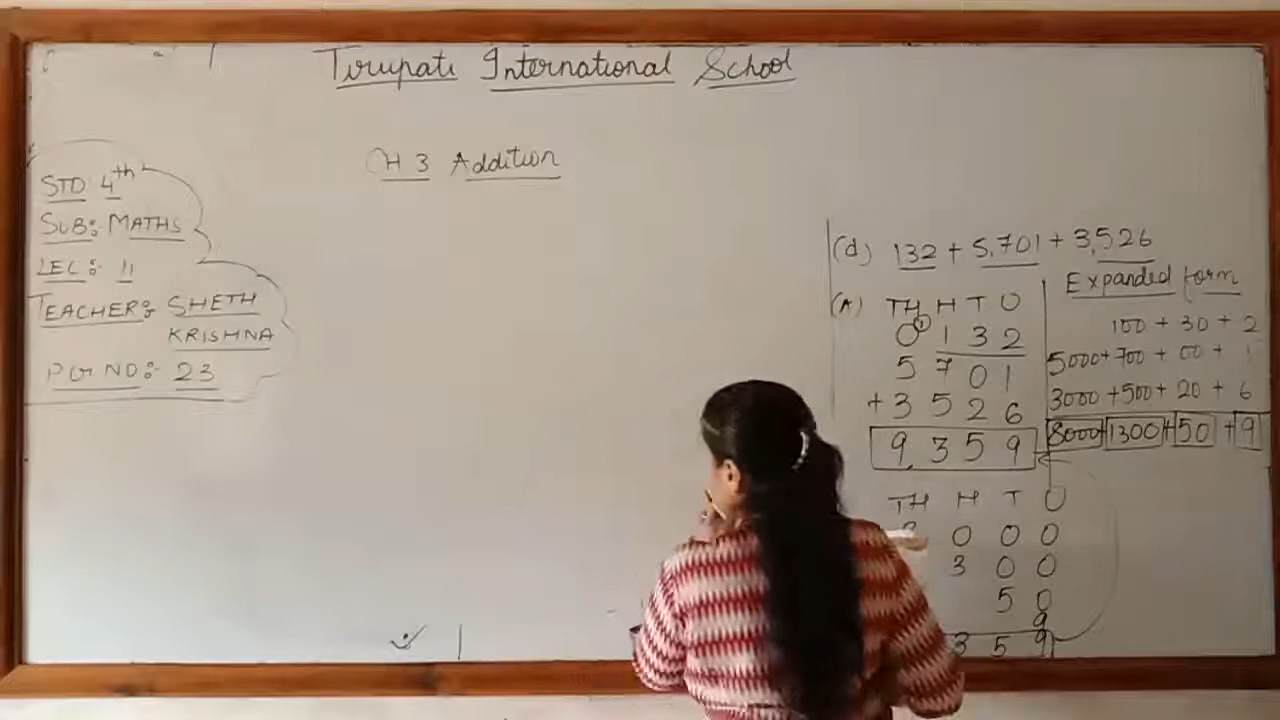 Tirupati International School
CH 3 Addition
STD 4th
SUB:- MATHS
LEC:- 11
TEACHER: SHETH
KRISHNA
PG NO:- 23
(d) 132 + 5,701 + 3,526
(A) TH H T O
0 1 1 3 2
5 7 0 1
+ 3 5 2 6
9 3 5 9
Expanded form
100 + 30 + 2
5000 + 700 + 00 + 1
3000 + 500 + 20 + 6
8000 + 1300 + 50 + 9
TH H T O
0 0 0
3 0 0
5 0
9
3 5 9